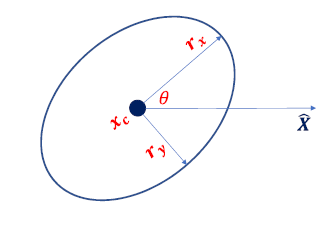 r_x
θ
x_c
r_y
X̂